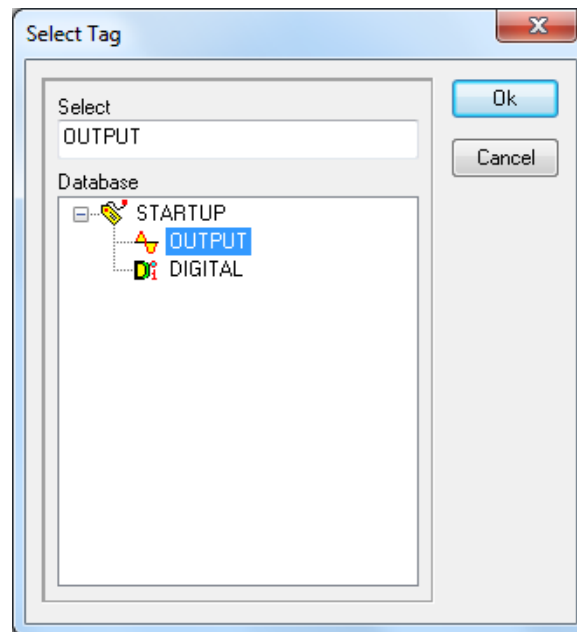 Select Tag
Select
OUTPUT
Database
STARTUP
OUTPUT
DIGITAL
Ok
Cancel